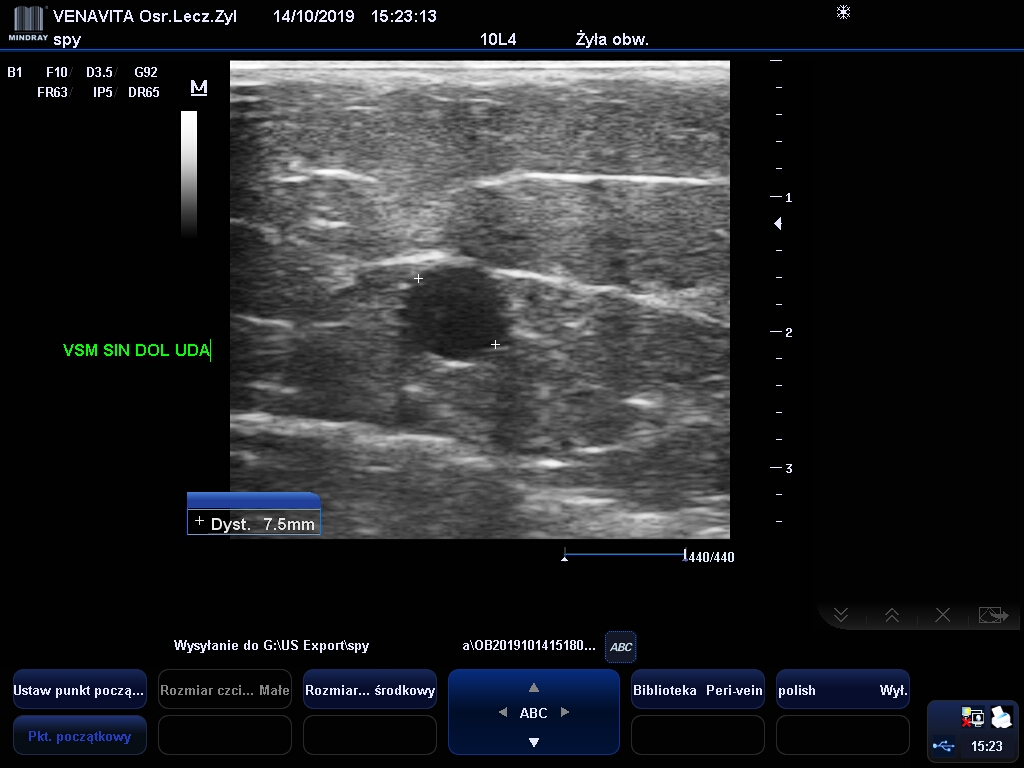 VENAVITA Osr.Lecz.Zyl 14/10/2019 15:23:13
MINDRAY spy 10L4 Żyła obw.
B1 F10/ D3.5/ G92
FR63/ IP5/ DR65
M
1
2
VSM SIN DOL UDA
3
+ Dyst. 7.5mm
440/440
Wysyłanie do G:\US Export\spy a\OB2019101415180... ABC
Ustaw punkt począ... Rozmiar czci... Małe Rozmiar... środkowy ABC Biblioteka Peri-vein polish Wył.
Pkt. początkowy
15:23